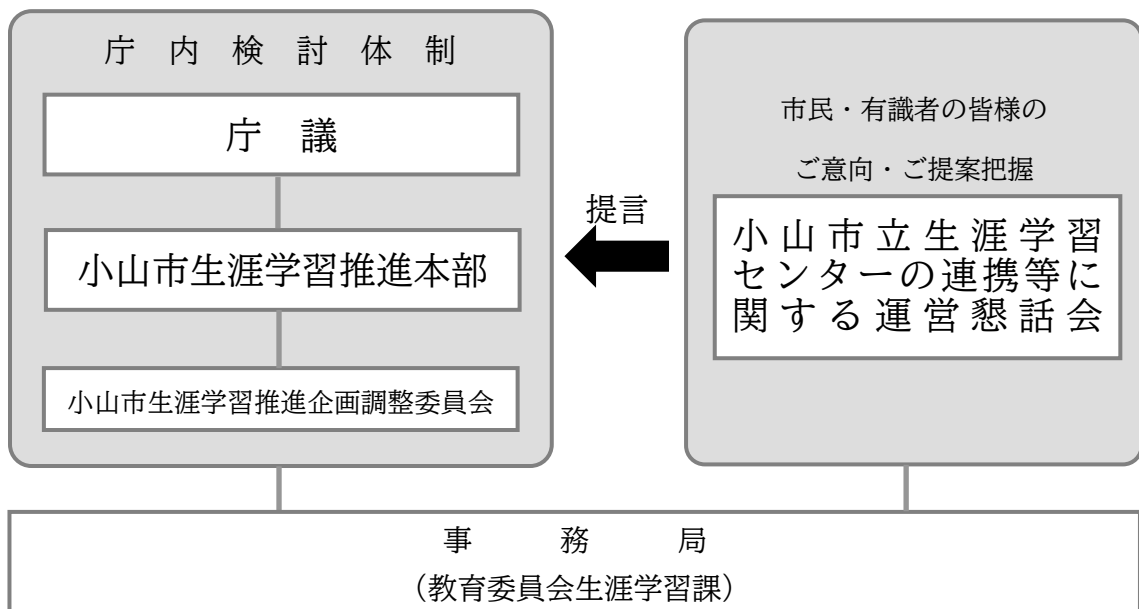 庁内検討体制
庁議
小山市生涯学習推進本部
小山市生涯学習推進企画調整委員会
提言
市民・有識者の皆様の
ご意向・ご提案把握
小山市立生涯学習
センターの連携等に
関する運営懇話会
事務局
（教育委員会生涯学習課）